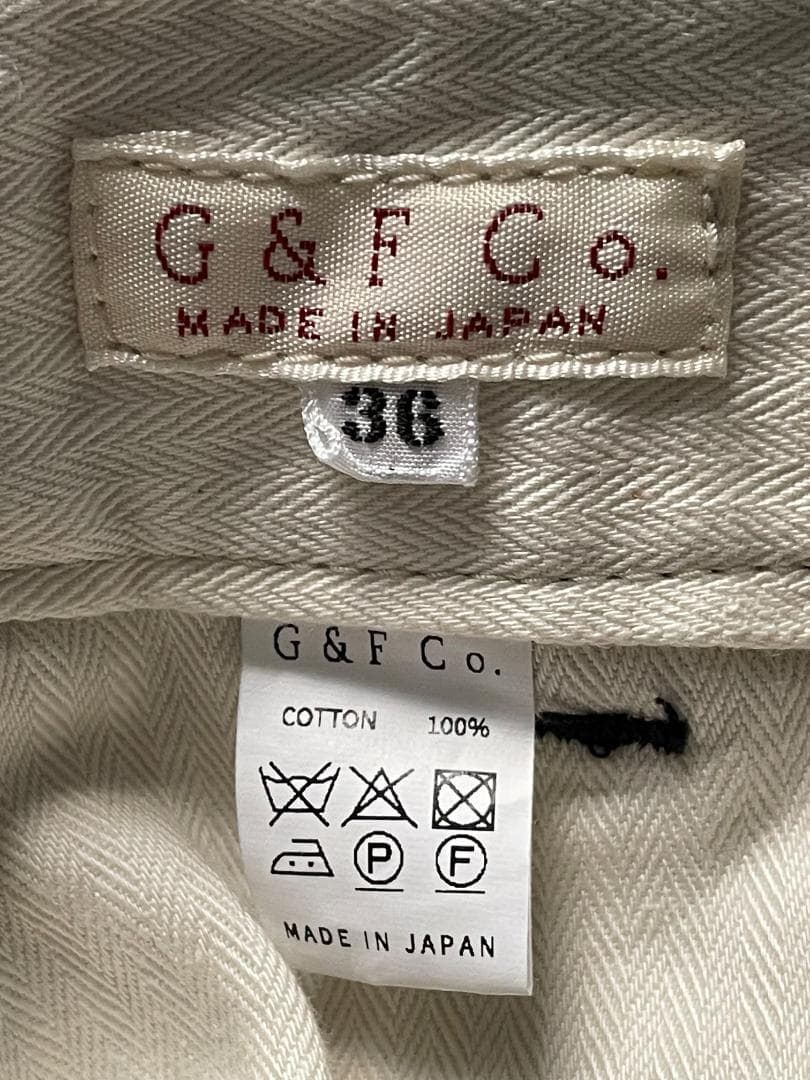 G & F Co.
MADE IN JAPAN
36
G & F Co.
COTTON 100%
P F
MADE IN JAPAN